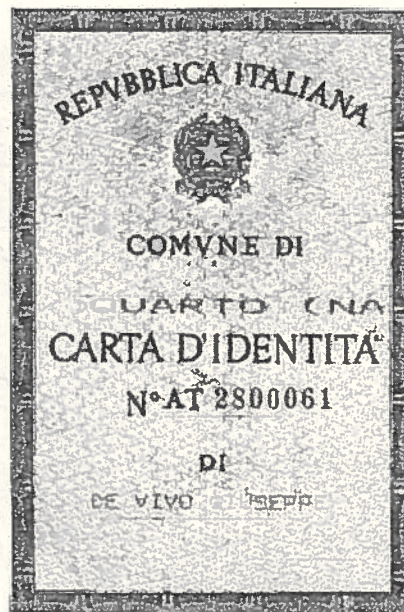 REPVBBLICA ITALIANA
COMVNE DI
QUARTO (NA
CARTA D'IDENTITÀ
N° AT 2800061
DI
DE VIVO